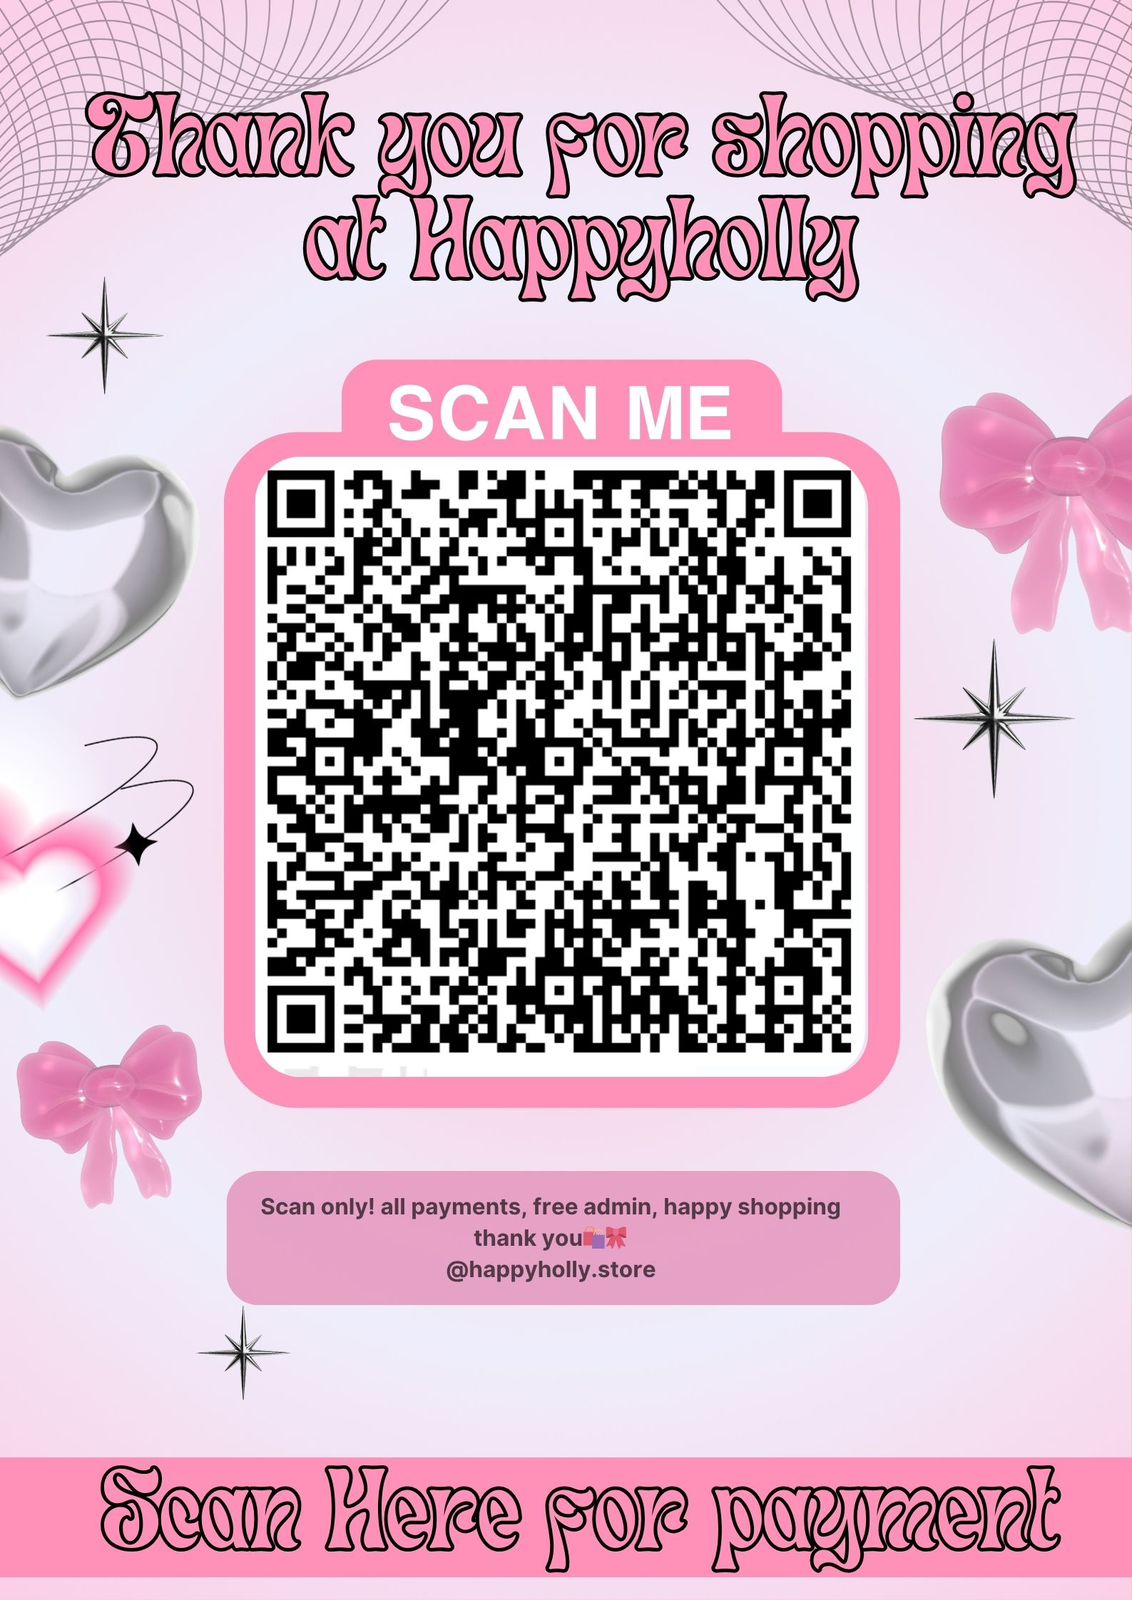 Thank you for shopping
at Happyholly
SCAN ME
Scan only! all payments, free admin, happy shopping
thank you🛍️🎀
@happyholly.store
Scan Here for payment